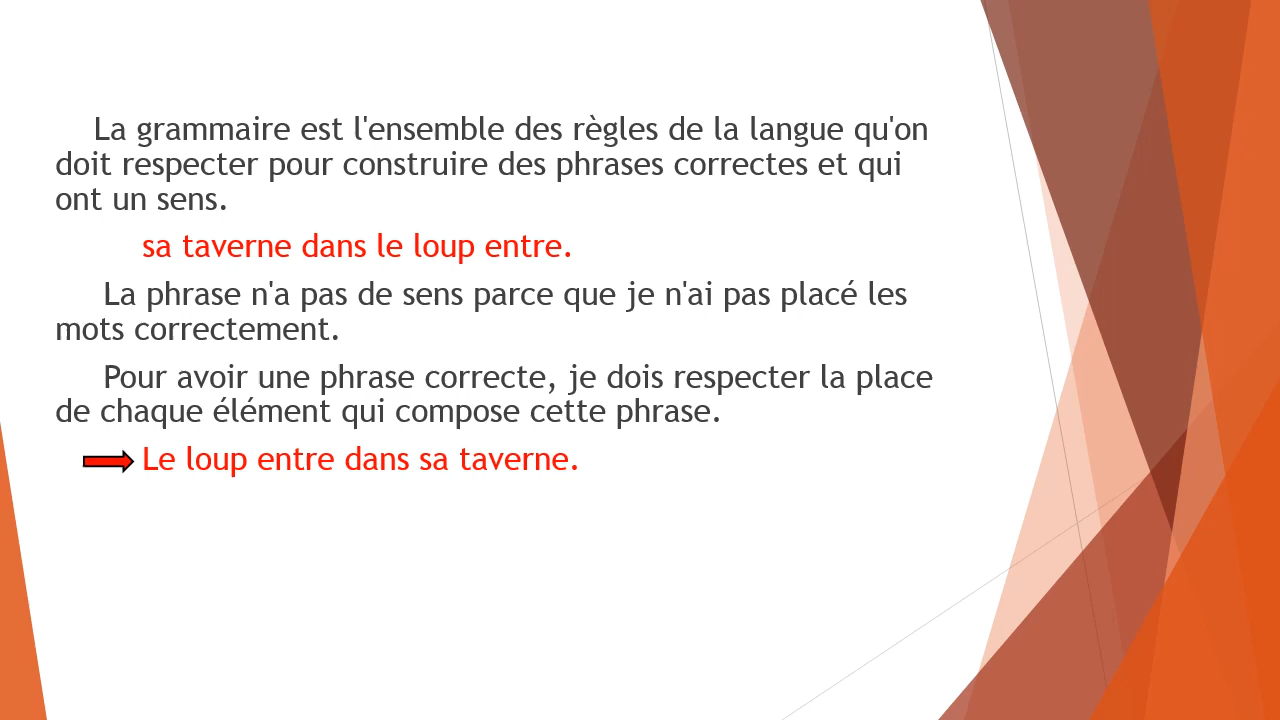 La grammaire est l'ensemble des règles de la langue qu'on
doit respecter pour construire des phrases correctes et qui
ont un sens.
sa taverne dans le loup entre.
La phrase n'a pas de sens parce que je n'ai pas placé les
mots correctement.
Pour avoir une phrase correcte, je dois respecter la place
de chaque élément qui compose cette phrase.
Le loup entre dans sa taverne.